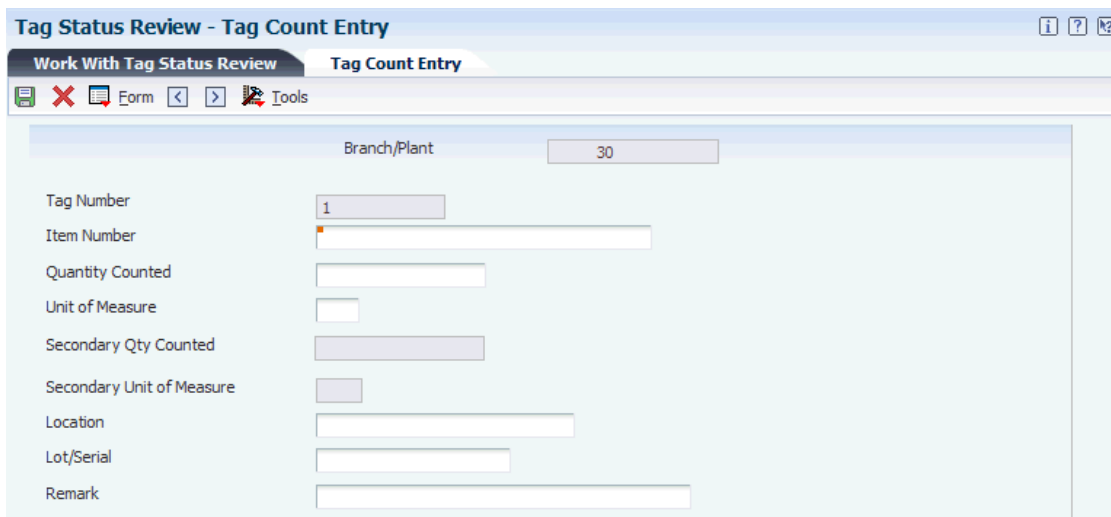 Tag Status Review - Tag Count Entry
i ? ?
Work With Tag Status Review Tag Count Entry
Form < > Tools
Branch/Plant 30
Tag Number 1
Item Number
Quantity Counted
Unit of Measure
Secondary Qty Counted
Secondary Unit of Measure
Location
Lot/Serial
Remark